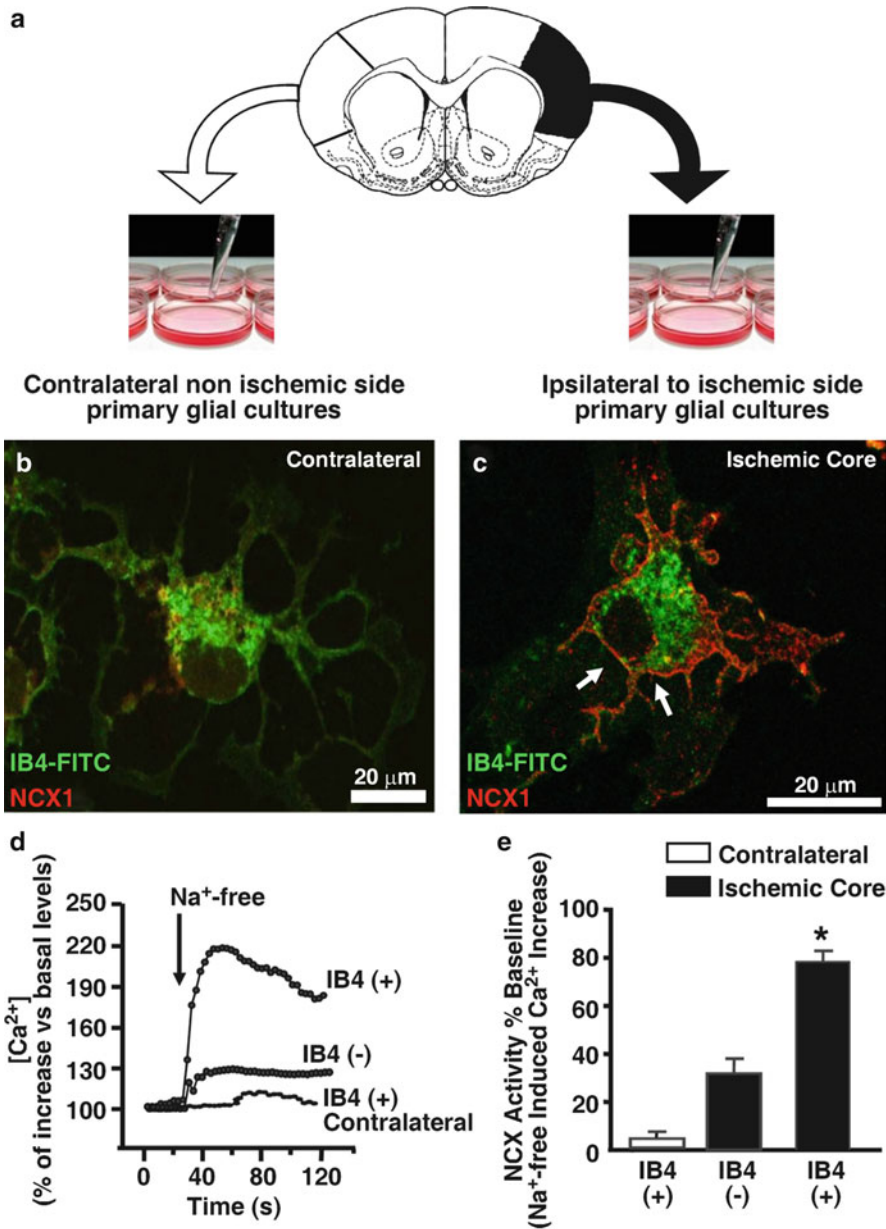 a
Contralateral non ischemic side
primary glial cultures
Ipsilateral to ischemic side
primary glial cultures
b
Contralateral
IB4-FITC
NCX1
20 μm
c
Ischemic Core
IB4-FITC
NCX1
20 μm
d
[Ca²⁺]
(% of increase vs basal levels)
250
220
190
160
130
100
Na⁺-free
IB4 (+)
IB4 (-)
IB4 (+)
Contralateral
0
40
80
120
Time (s)
e
Contralateral
Ischemic Core
NCX Activity % Baseline
(Na⁺-free Induced Ca²⁺ Increase)
100
80
60
40
20
0
*
IB4
(+)
IB4
(-)
IB4
(+)